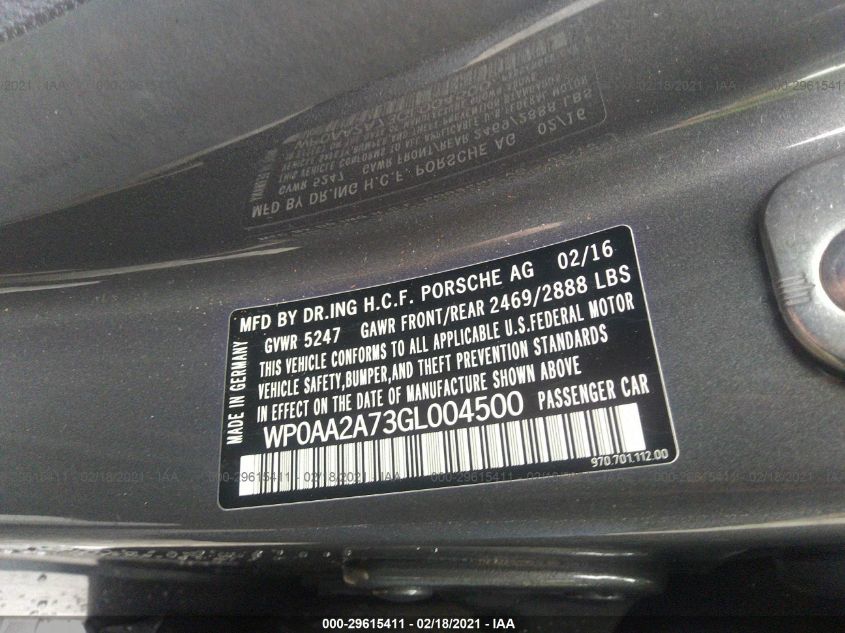 MFD BY DR.ING H.C.F. PORSCHE AG 02/16
GVWR 5247 GAWR FRONT/REAR 2469/2888 LBS
THIS VEHICLE CONFORMS TO ALL APPLICABLE U.S.FEDERAL MOTOR
VEHICLE SAFETY,BUMPER,AND THEFT PREVENTION STANDARDS
IN EFFECT ON THE DATE OF MANUFACTURE SHOWN ABOVE
WP0AA2A73GL004500 PASSENGER CAR
MADE IN GERMANY
970.701.112.00
000-29615411 - 02/18/2021 - IAA